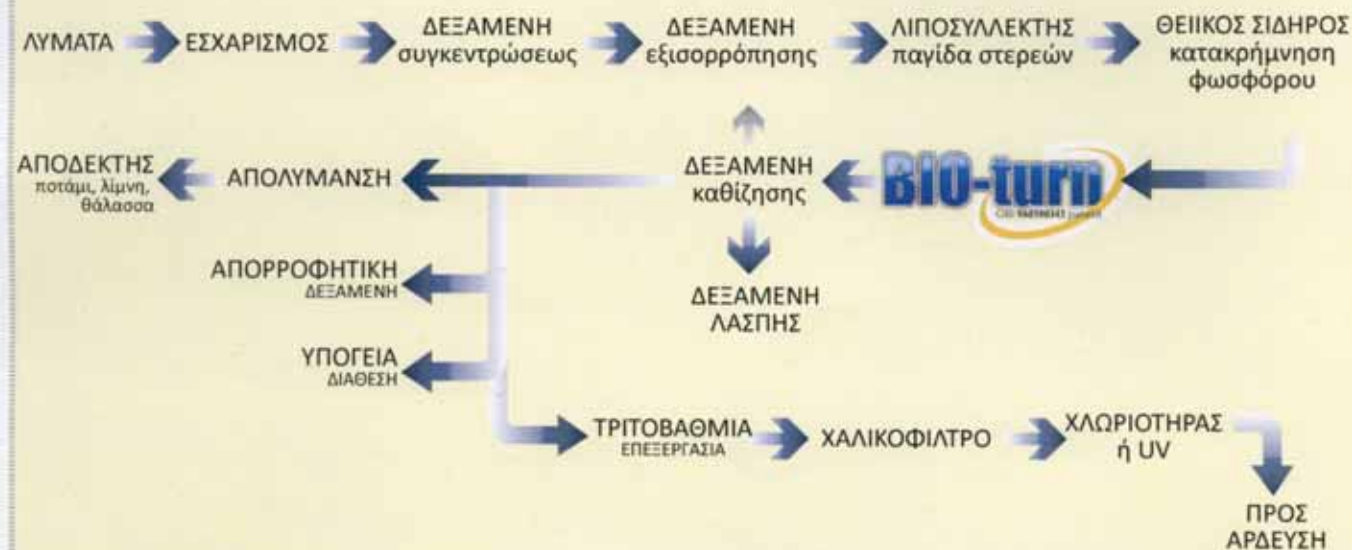 ΛΥΜΑΤΑ
ΕΣΧΑΡΙΣΜΟΣ
ΔΕΞΑΜΕΝΗ
συγκεντρώσεως
ΔΕΞΑΜΕΝΗ
εξισορρόπησης
ΛΙΠΟΣΥΛΛΕΚΤΗΣ
παγίδα στερεών
ΘΕΙΙΚΟΣ ΣΙΔΗΡΟΣ
κατακρήμνηση
φωσφόρου
ΑΠΟΔΕΚΤΗΣ
ποτάμι, λίμνη,
θάλασσα
ΑΠΟΛΥΜΑΝΣΗ
ΔΕΞΑΜΕΝΗ
καθίζησης
BIO-turn
ΑΠΟΡΡΟΦΗΤΙΚΗ
ΔΕΞΑΜΕΝΗ
ΔΕΞΑΜΕΝΗ
ΛΑΣΠΗΣ
ΥΠΟΓΕΙΑ
ΔΙΑΘΕΣΗ
ΤΡΙΤΟΒΑΘΜΙΑ
ΕΠΕΞΕΡΓΑΣΙΑ
ΧΑΛΙΚΟΦΙΛΤΡΟ
ΧΛΩΡΙΟΤΗΡΑΣ
ή UV
ΠΡΟΣ
ΑΡΔΕΥΣΗ